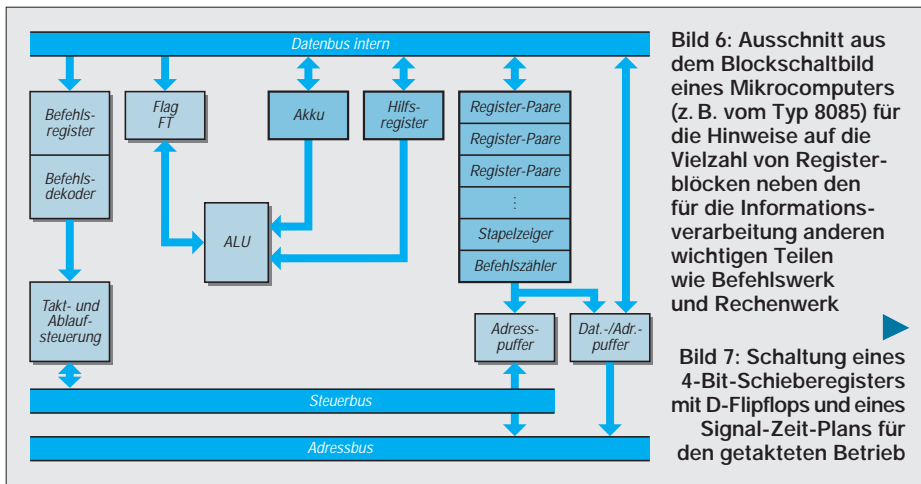 Datenbus intern
Befehls-
register
Befehls-
dekoder
Flag
FT
Akku
Hilfs-
register
Register-Paare
Register-Paare
Register-Paare
⋮
Stapelzeiger
Befehlszähler
ALU
Takt- und
Ablauf-
steuerung
Adress-
puffer
Dat.-/Adr.-
puffer
Steuerbus
Adressbus
Bild 6: Ausschnitt aus
dem Blockschaltbild
eines Mikrocomputers
(z. B. vom Typ 8085) für
die Hinweise auf die
Vielzahl von Register-
blöcken neben den
für die Informations-
verarbeitung anderen
wichtigen Teilen
wie Befehlswerk
und Rechenwerk
Bild 7: Schaltung eines
4-Bit-Schieberegisters
mit D-Flipflops und eines
Signal-Zeit-Plans für
den getakteten Betrieb